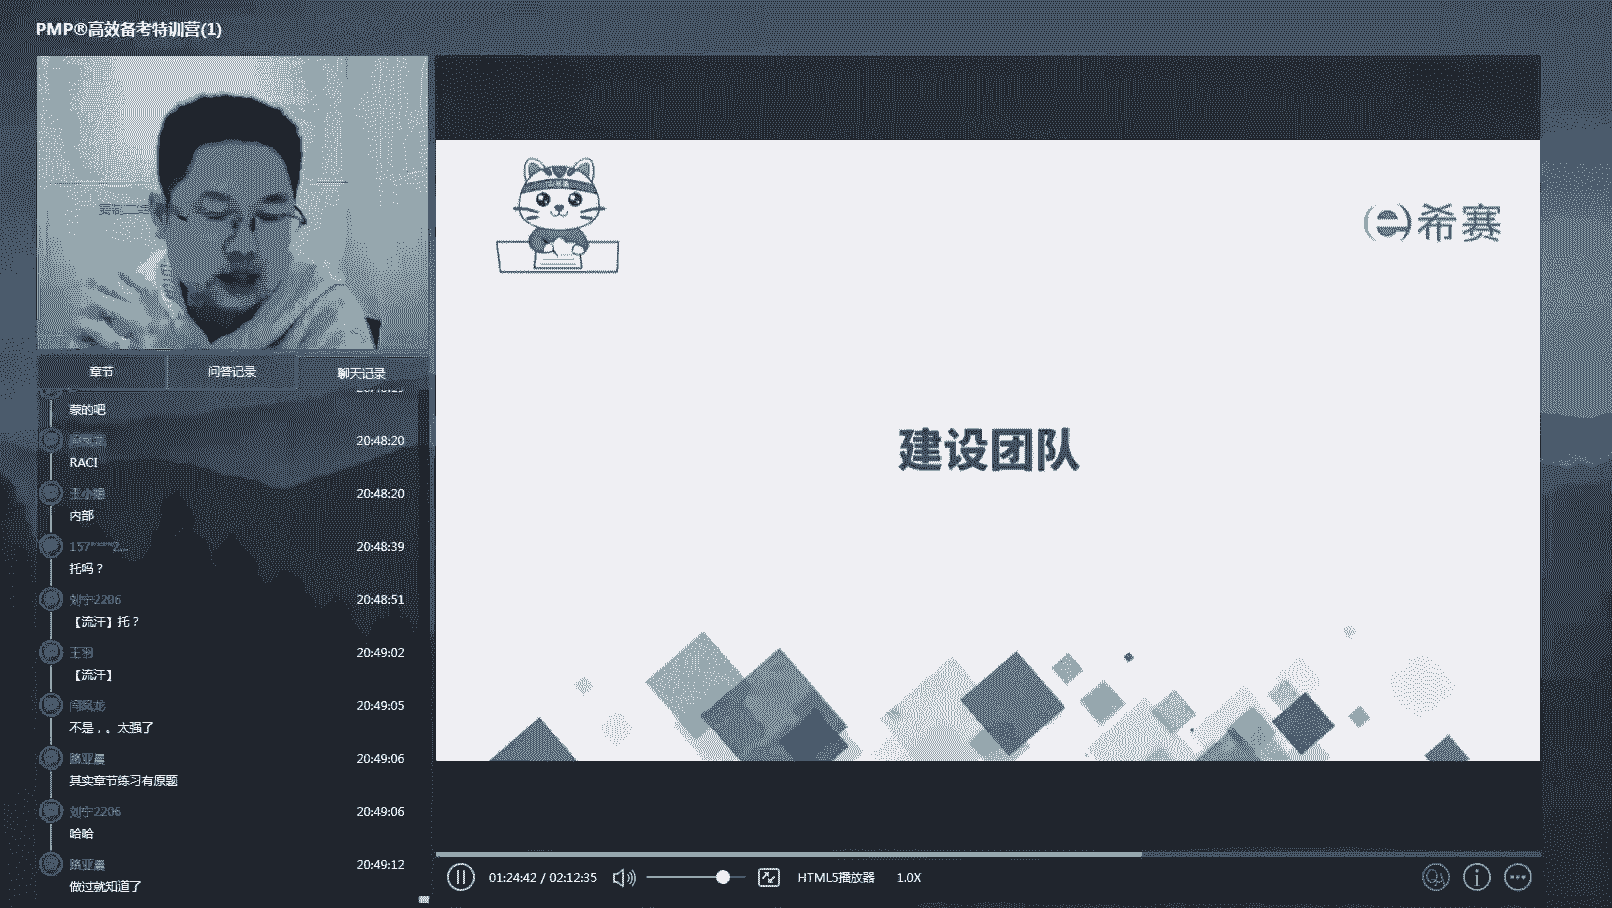 PMP®高效备考特训营(1)
希赛
建设团队
章节
问答记录
聊天记录
蒙的吧
20:48:20
RACI
王小艳
20:48:20
内部
157****2...
20:48:39
托吗？
刘宁2206
20:48:51
【流汗】托？
王羽
20:49:02
【流汗】
闫凤龙
20:49:05
不是，。太强了
路亚星
20:49:06
其实章节练习有原题
刘宁2206
20:49:06
哈哈
路亚星
20:49:12
做过就知道了
01:24:42 / 02:12:35
HTML5播放器
1.0X